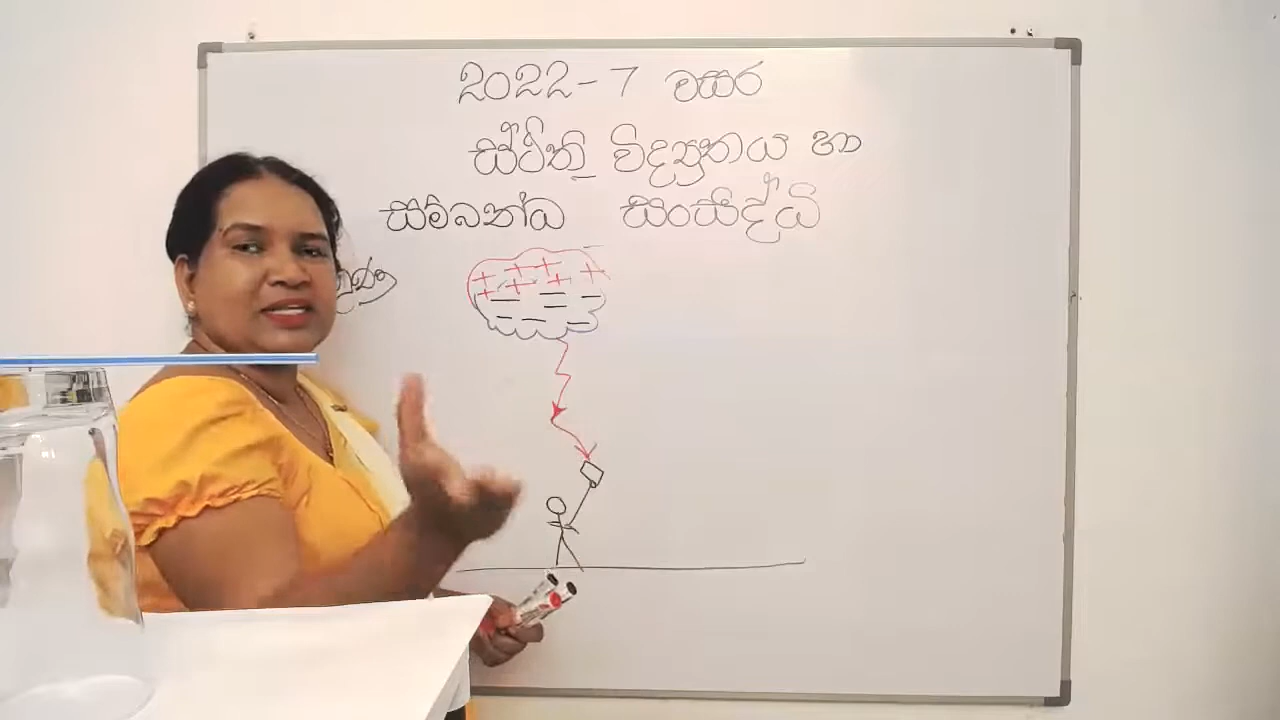 2022-7 වසර
ස්ථිති විද්‍යුතය හා
සම්බන්ධ සංසිද්ධි